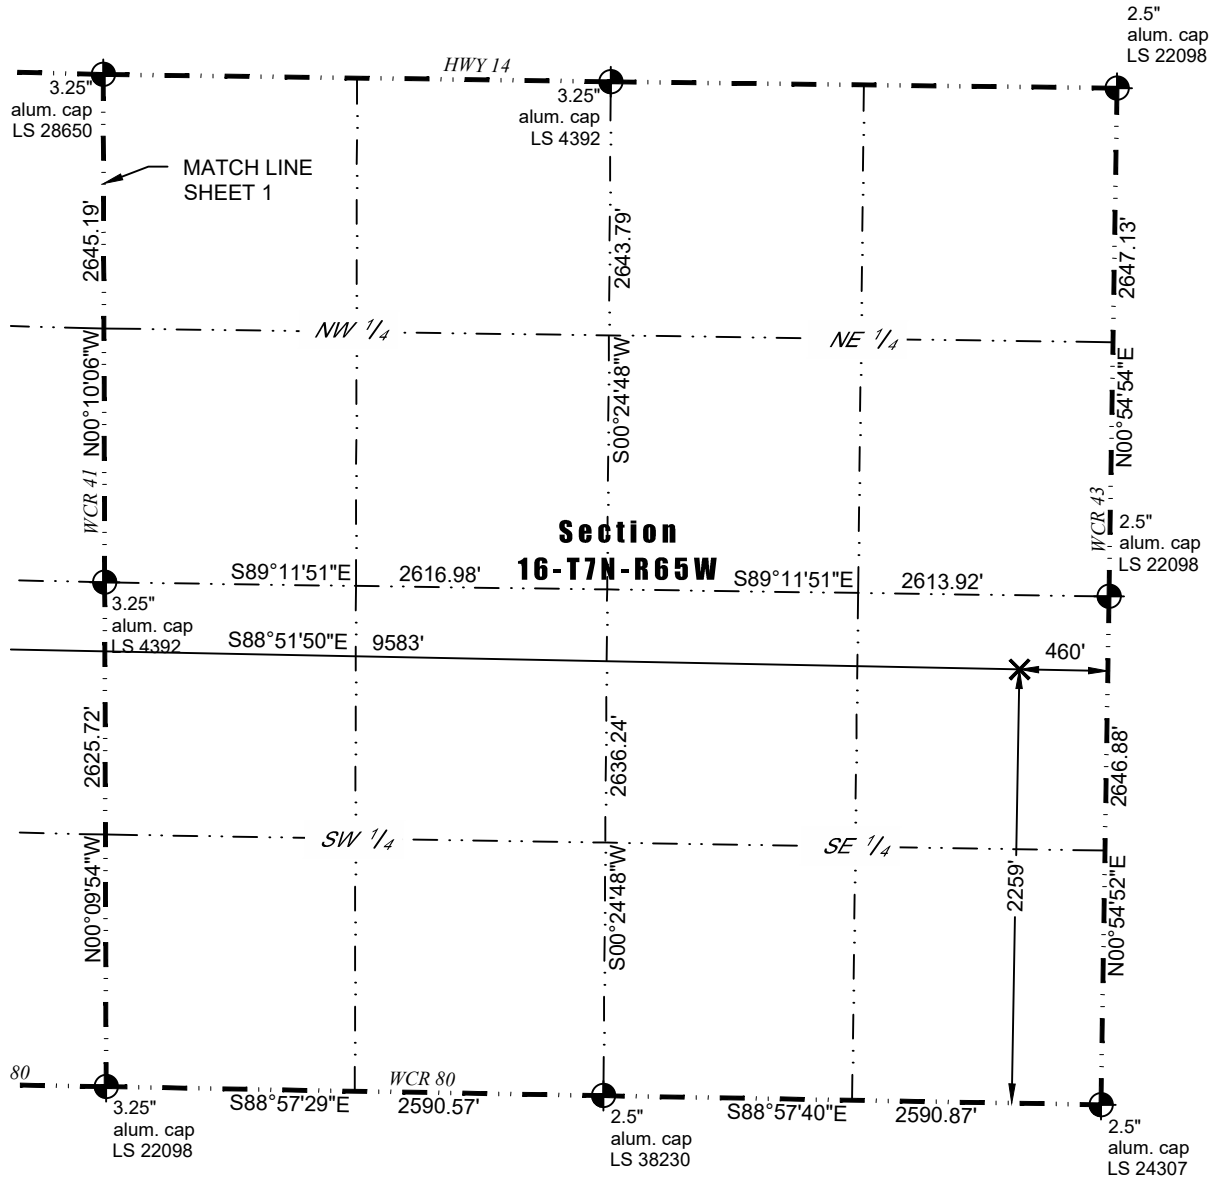 2.5"
alum. cap
LS 22098
HWY 14
3.25"
alum. cap
LS 28650
3.25"
alum. cap
LS 4392
MATCH LINE
SHEET 1
2645.19'
2643.79'
2647.13'
NW 1/4
NE 1/4
N00°10'06"W
S00°24'48"W
N00°54'54"E
WCR 41
WCR 43
2.5"
alum. cap
LS 22098
Section
16-T7N-R65W
S89°11'51"E
2616.98'
S89°11'51"E
2613.92'
3.25"
alum. cap
LS 4392
S88°51'50"E
9583'
460'
2625.72'
2636.24'
2646.88'
SW 1/4
SE 1/4
2259'
N00°09'54"W
S00°24'48"W
N00°54'52"E
80
WCR 80
S88°57'29"E
2590.57'
S88°57'40"E
2590.87'
3.25"
alum. cap
LS 22098
2.5"
alum. cap
LS 38230
2.5"
alum. cap
LS 24307